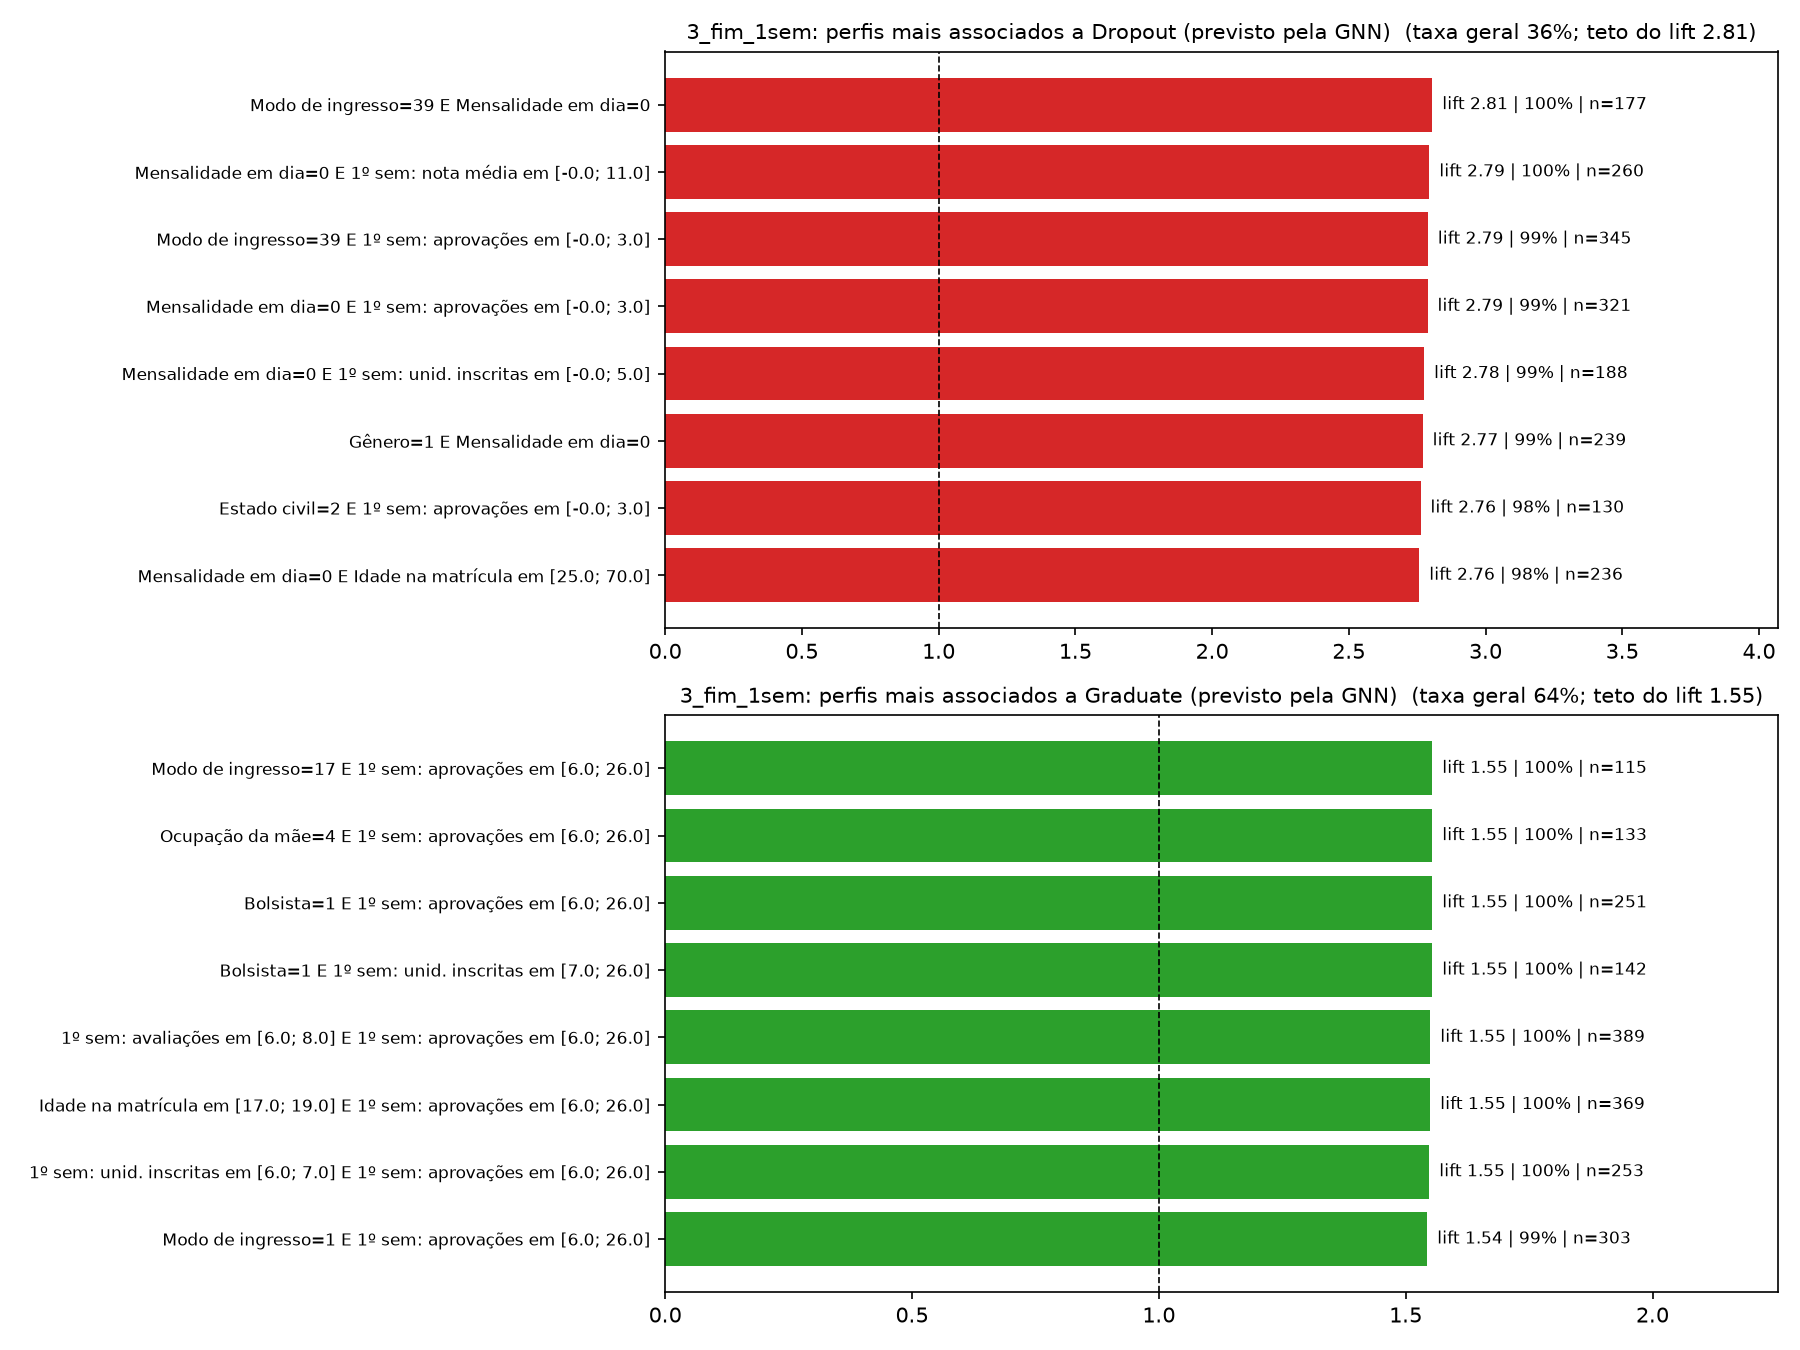 3_fim_1sem: perfis mais associados a Dropout (previsto pela GNN)  (taxa geral 36%; teto do lift 2.81)
Modo de ingresso=39 E Mensalidade em dia=0
lift 2.81 | 100% | n=177
Mensalidade em dia=0 E 1º sem: nota média em [-0.0; 11.0]
lift 2.79 | 100% | n=260
Modo de ingresso=39 E 1º sem: aprovações em [-0.0; 3.0]
lift 2.79 | 99% | n=345
Mensalidade em dia=0 E 1º sem: aprovações em [-0.0; 3.0]
lift 2.79 | 99% | n=321
Mensalidade em dia=0 E 1º sem: unid. inscritas em [-0.0; 5.0]
lift 2.78 | 99% | n=188
Gênero=1 E Mensalidade em dia=0
lift 2.77 | 99% | n=239
Estado civil=2 E 1º sem: aprovações em [-0.0; 3.0]
lift 2.76 | 98% | n=130
Mensalidade em dia=0 E Idade na matrícula em [25.0; 70.0]
lift 2.76 | 98% | n=236
0.0 0.5 1.0 1.5 2.0 2.5 3.0 3.5 4.0
3_fim_1sem: perfis mais associados a Graduate (previsto pela GNN)  (taxa geral 64%; teto do lift 1.55)
Modo de ingresso=17 E 1º sem: aprovações em [6.0; 26.0]
lift 1.55 | 100% | n=115
Ocupação da mãe=4 E 1º sem: aprovações em [6.0; 26.0]
lift 1.55 | 100% | n=133
Bolsista=1 E 1º sem: aprovações em [6.0; 26.0]
lift 1.55 | 100% | n=251
Bolsista=1 E 1º sem: unid. inscritas em [7.0; 26.0]
lift 1.55 | 100% | n=142
1º sem: avaliações em [6.0; 8.0] E 1º sem: aprovações em [6.0; 26.0]
lift 1.55 | 100% | n=389
Idade na matrícula em [17.0; 19.0] E 1º sem: aprovações em [6.0; 26.0]
lift 1.55 | 100% | n=369
1º sem: unid. inscritas em [6.0; 7.0] E 1º sem: aprovações em [6.0; 26.0]
lift 1.55 | 100% | n=253
Modo de ingresso=1 E 1º sem: aprovações em [6.0; 26.0]
lift 1.54 | 99% | n=303
0.0 0.5 1.0 1.5 2.0